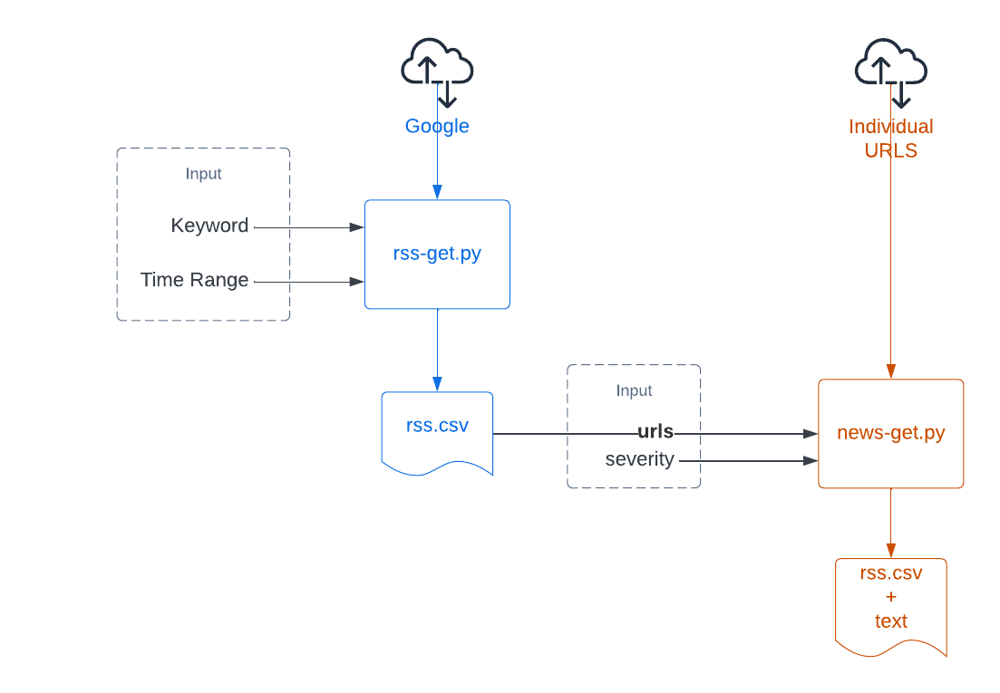 Google
Individual
URLS
Input
Keyword
Time Range
rss-get.py
rss.csv
Input
urls
severity
news-get.py
rss.csv
+
text